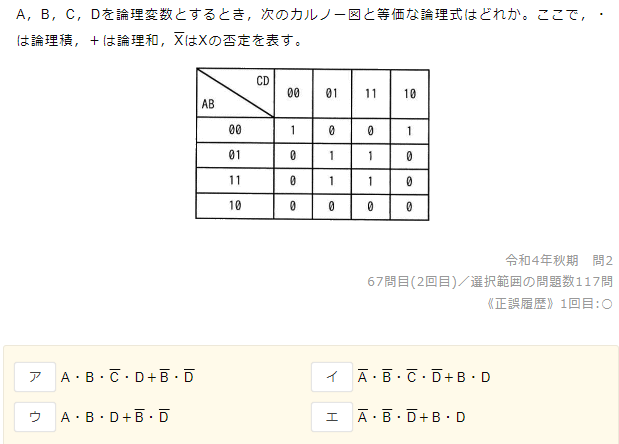 A，B，C，Dを論理変数とするとき，次のカルノー図と等価な論理式はどれか。ここで，・
は論理積，＋は論理和，X̅はXの否定を表す。
CD
AB
00 01 11 10
00 1 0 0 1
01 0 1 1 0
11 0 1 1 0
10 0 0 0 0
令和4年秋期　問2
67問目(2回目)／選択範囲の問題数117問
《正誤履歴》1回目:○
ア A・B・C̅・D+B̅・D̅
イ A̅・B̅・C̅・D̅+B・D
ウ A・B・D+B̅・D̅
エ A̅・B̅・D̅+B・D